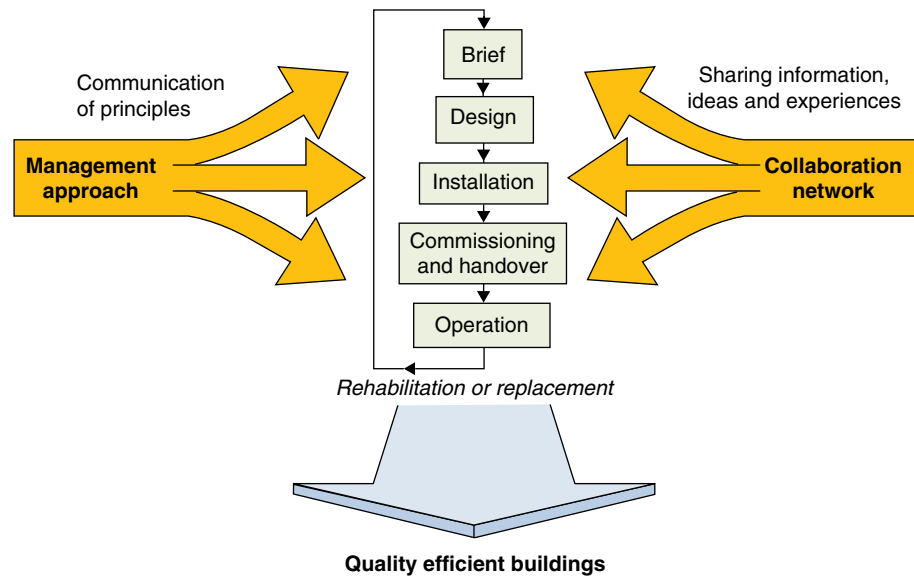 Brief
Communication
of principles
Sharing information,
ideas and experiences
Design
Management
approach
Installation
Collaboration
network
Commissioning
and handover
Operation
Rehabilitation or replacement
Quality efficient buildings